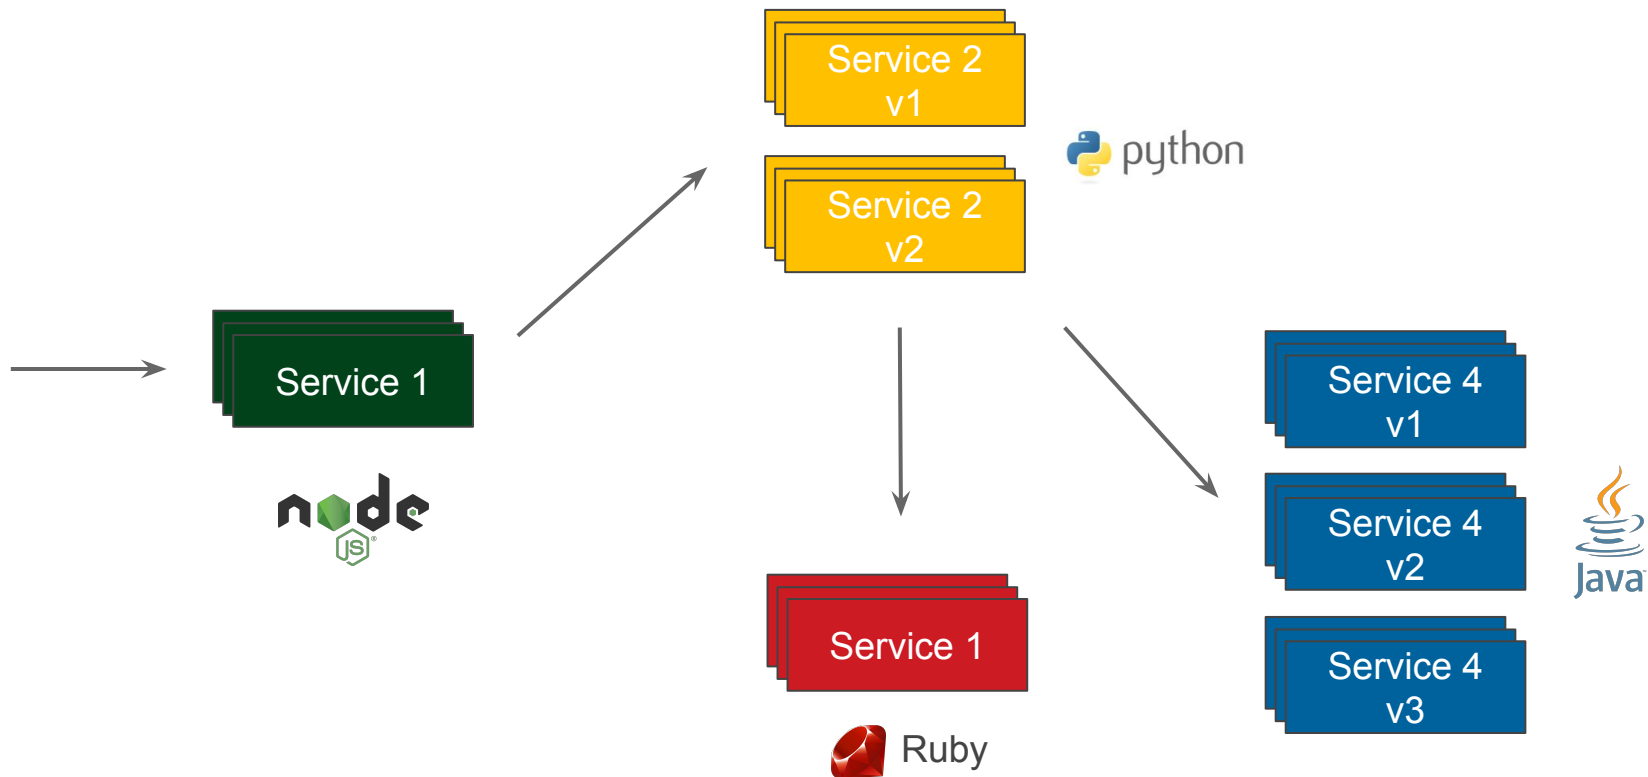 Service 2
v1
python
Service 2
v2
Service 1
node
JS®
Service 4
v1
Service 4
v2
Java
Service 1
Service 4
v3
Ruby